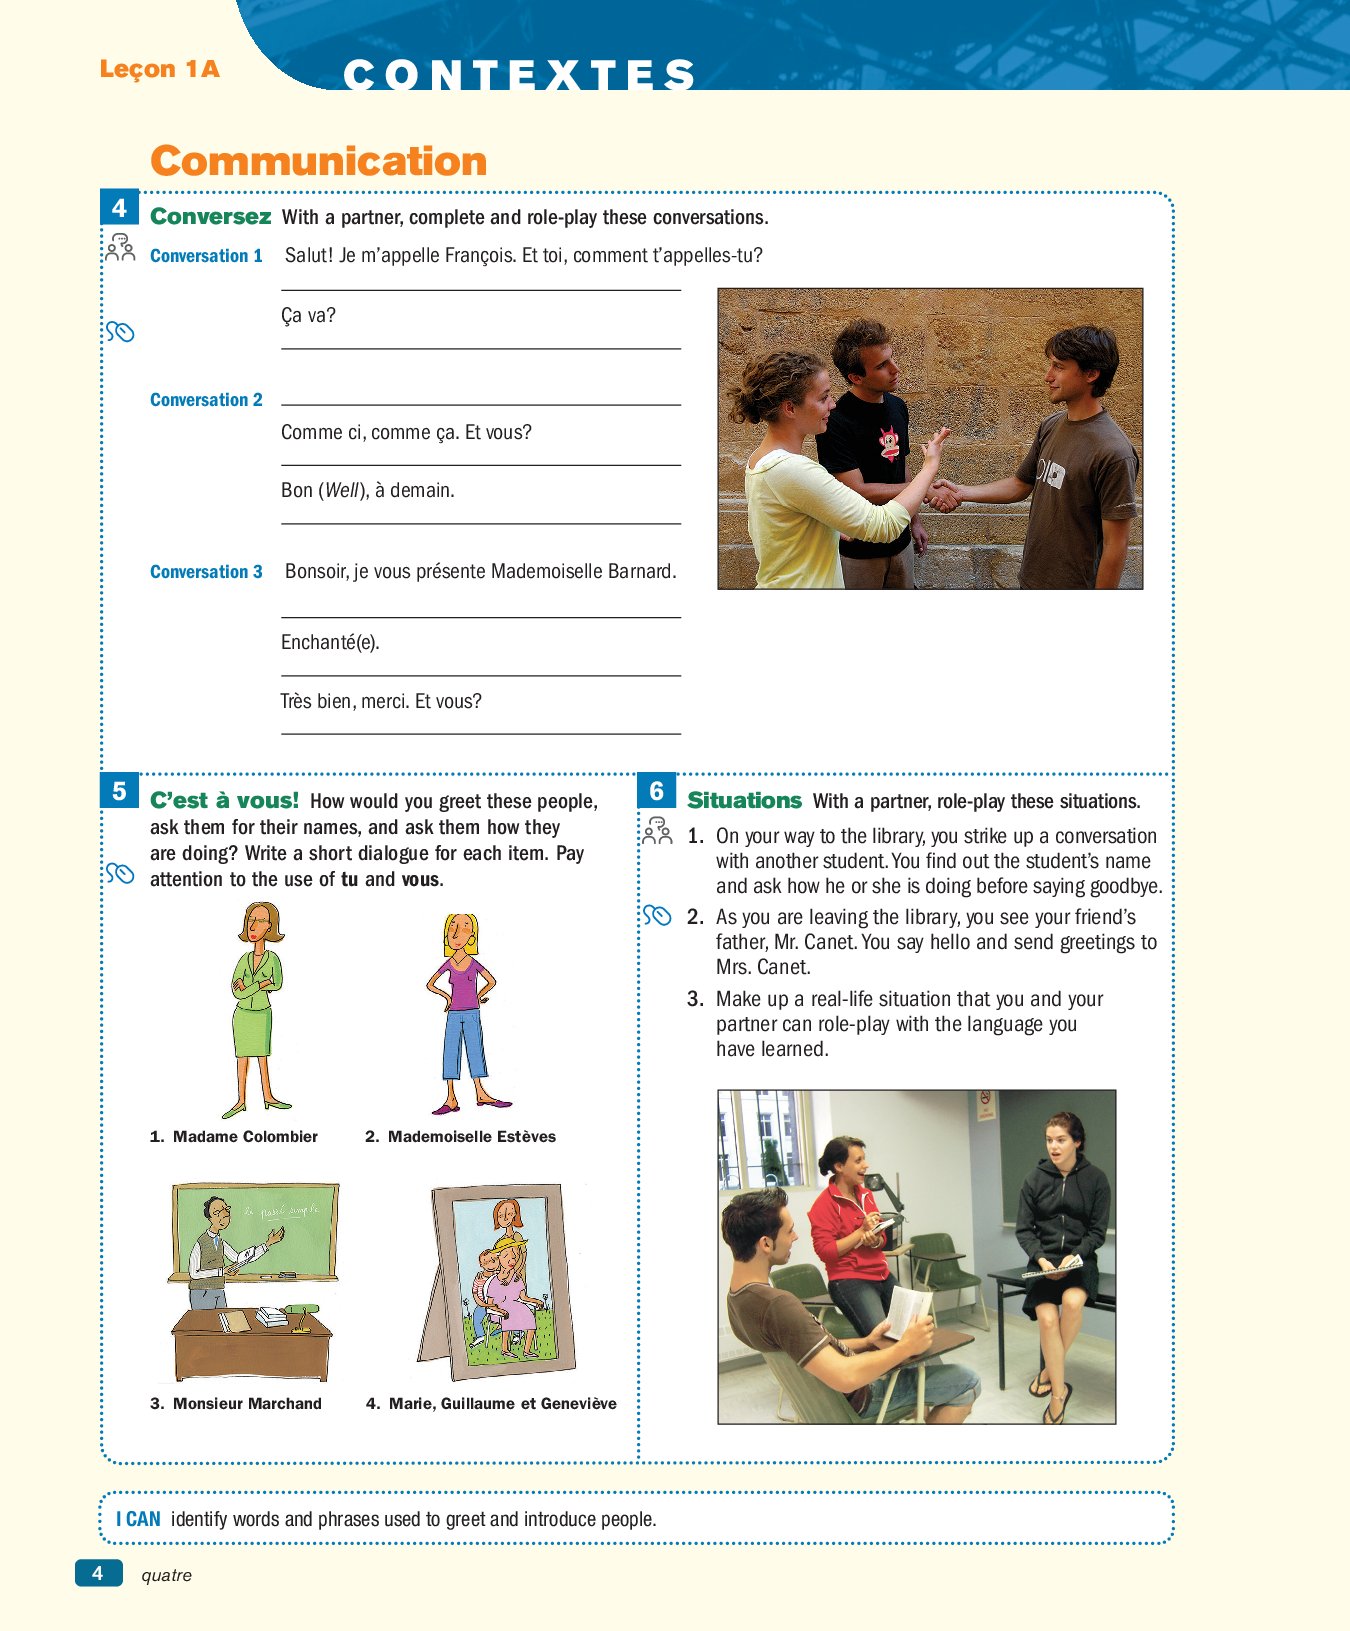 Leçon 1A
CONTEXTES
Communication
4
Conversez With a partner, complete and role-play these conversations.
Conversation 1 Salut! Je m’appelle François. Et toi, comment t’appelles-tu?
Ça va?
Conversation 2
Comme ci, comme ça. Et vous?
Bon (Well), à demain.
Conversation 3 Bonsoir, je vous présente Mademoiselle Barnard.
Enchanté(e).
Très bien, merci. Et vous?
5
C’est à vous! How would you greet these people,
ask them for their names, and ask them how they
are doing? Write a short dialogue for each item. Pay
attention to the use of tu and vous.
1. Madame Colombier
2. Mademoiselle Estèves
le passé simple
3. Monsieur Marchand
4. Marie, Guillaume et Geneviève
6
Situations With a partner, role-play these situations.
1. On your way to the library, you strike up a conversation
with another student. You find out the student’s name
and ask how he or she is doing before saying goodbye.
2. As you are leaving the library, you see your friend’s
father, Mr. Canet. You say hello and send greetings to
Mrs. Canet.
3. Make up a real-life situation that you and your
partner can role-play with the language you
have learned.
I CAN identify words and phrases used to greet and introduce people.
4 quatre